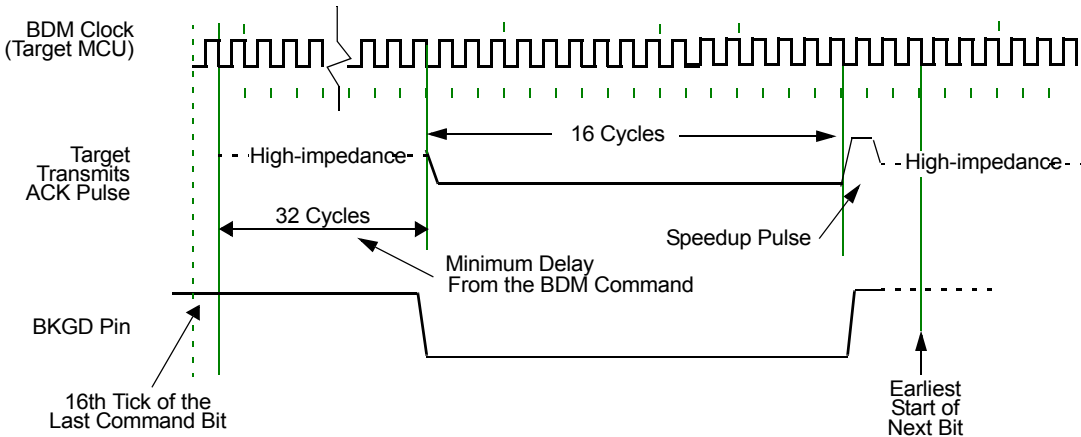 BDM Clock
(Target MCU)
16 Cycles
Target
Transmits
ACK Pulse
High-impedance
High-impedance
32 Cycles
Speedup Pulse
Minimum Delay
From the BDM Command
BKGD Pin
16th Tick of the
Last Command Bit
Earliest
Start of
Next Bit